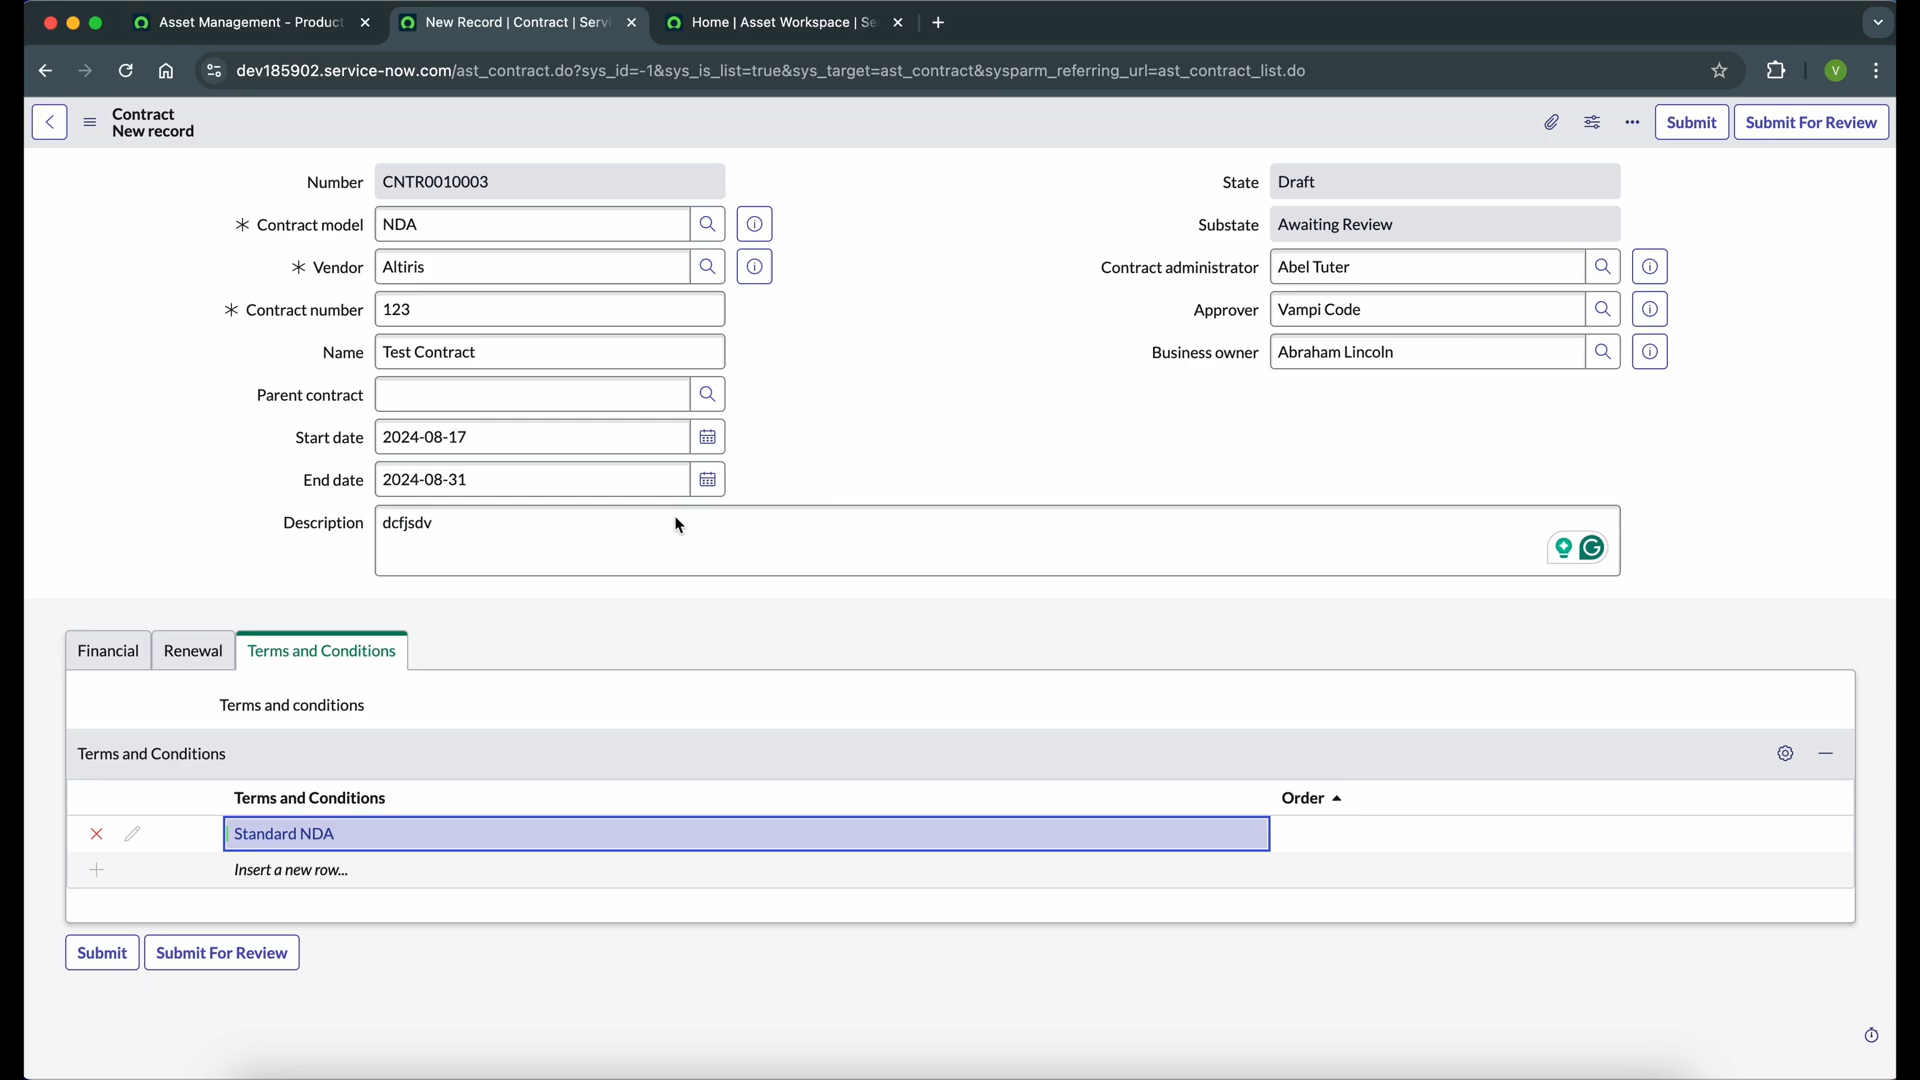 Asset Management - Product
New Record | Contract | Servi
Home | Asset Workspace | Se
dev185902.service-now.com/ast_contract.do?sys_id=-1&sys_is_list=true&sys_target=ast_contract&sysparm_referring_url=ast_contract_list.do
V
Contract
New record
Submit
Submit For Review
Number
CNTR0010003
State
Draft
Contract model
NDA
Substate
Awaiting Review
Vendor
Altiris
Contract administrator
Abel Tuter
Contract number
123
Approver
Vampi Code
Name
Test Contract
Business owner
Abraham Lincoln
Parent contract
Start date
2024-08-17
End date
2024-08-31
Description
dcfjsdv
Financial
Renewal
Terms and Conditions
Terms and conditions
Terms and Conditions
Terms and Conditions
Order
Standard NDA
Insert a new row...
Submit
Submit For Review